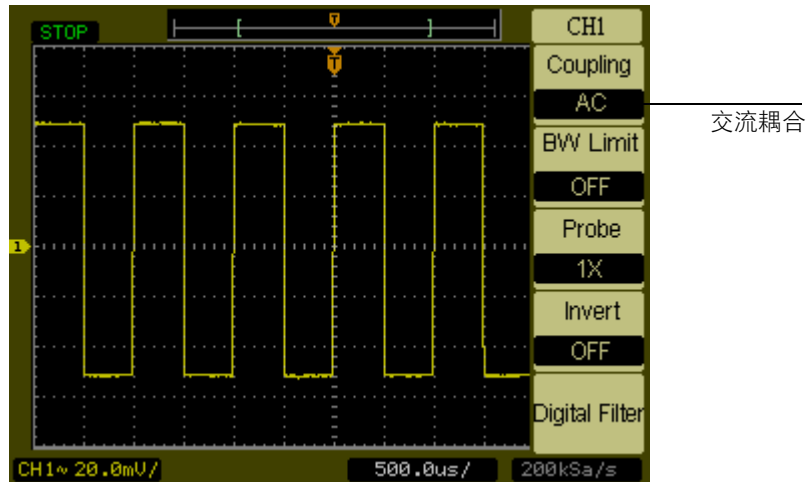 STOP
T
T
CH1
Coupling
AC
交流耦合
BW Limit
OFF
Probe
1X
1
Invert
OFF
Digital Filter
CH1~ 20.0mV/
500.0us/
200kSa/s